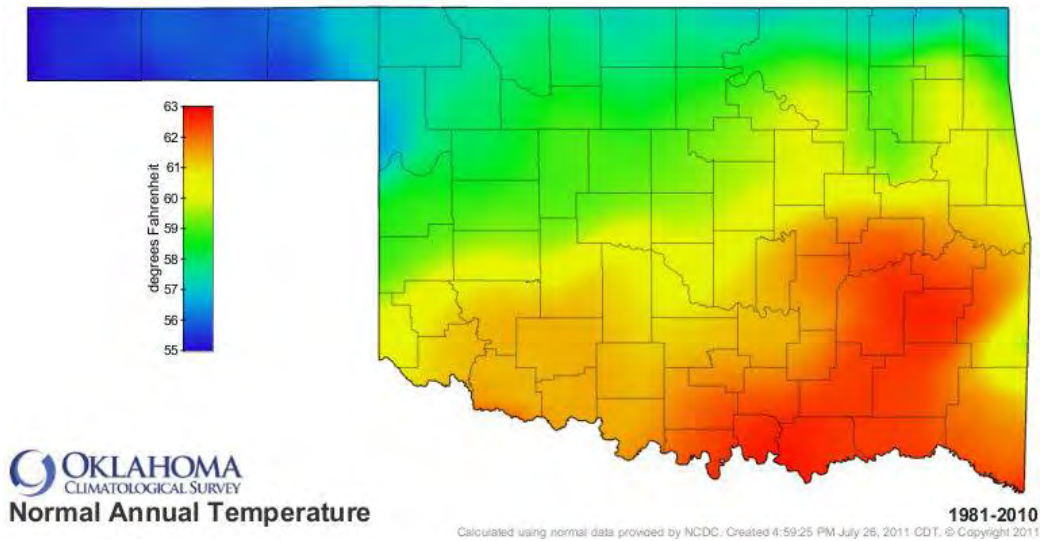 63
62
61
60
59
58
57
56
55
degrees Fahrenheit
OKLAHOMA
CLIMATOLOGICAL SURVEY
Normal Annual Temperature
1981-2010
Calculated using normal data provided by NCDC. Created 4:59:25 PM July 26, 2011 CDT. © Copyright 2011